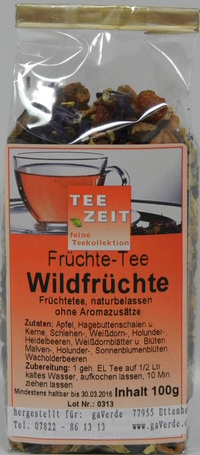 TEE
ZEIT
feine
Teekollektion
Früchte-Tee
Wildfrüchte
Früchtetee, naturbelassen
ohne Aromazusätze
Zutaten: Apfel, Hagebuttenschalen u
Kerne, Schlehen-, Weißdorn-, Holunder-
Heidelbeeren, Weißdornblätter u. Blüten
Malven-, Holunder-, Sonnenblumenblüten,
Wacholderbeeren
Zubereitung: 1 geh. EL Tee auf 1/2 Ltr
kaltes Wasser, aufkochen lassen, 10 Min.
ziehen lassen
Mindestens haltbar bis 30.03.2016 Inhalt 100g
Lot Nr.: 0313
hergestellt für: gaVerde 77955 Ettenhe
Tel. 07822 - 86 13 13 www.gaVerde.